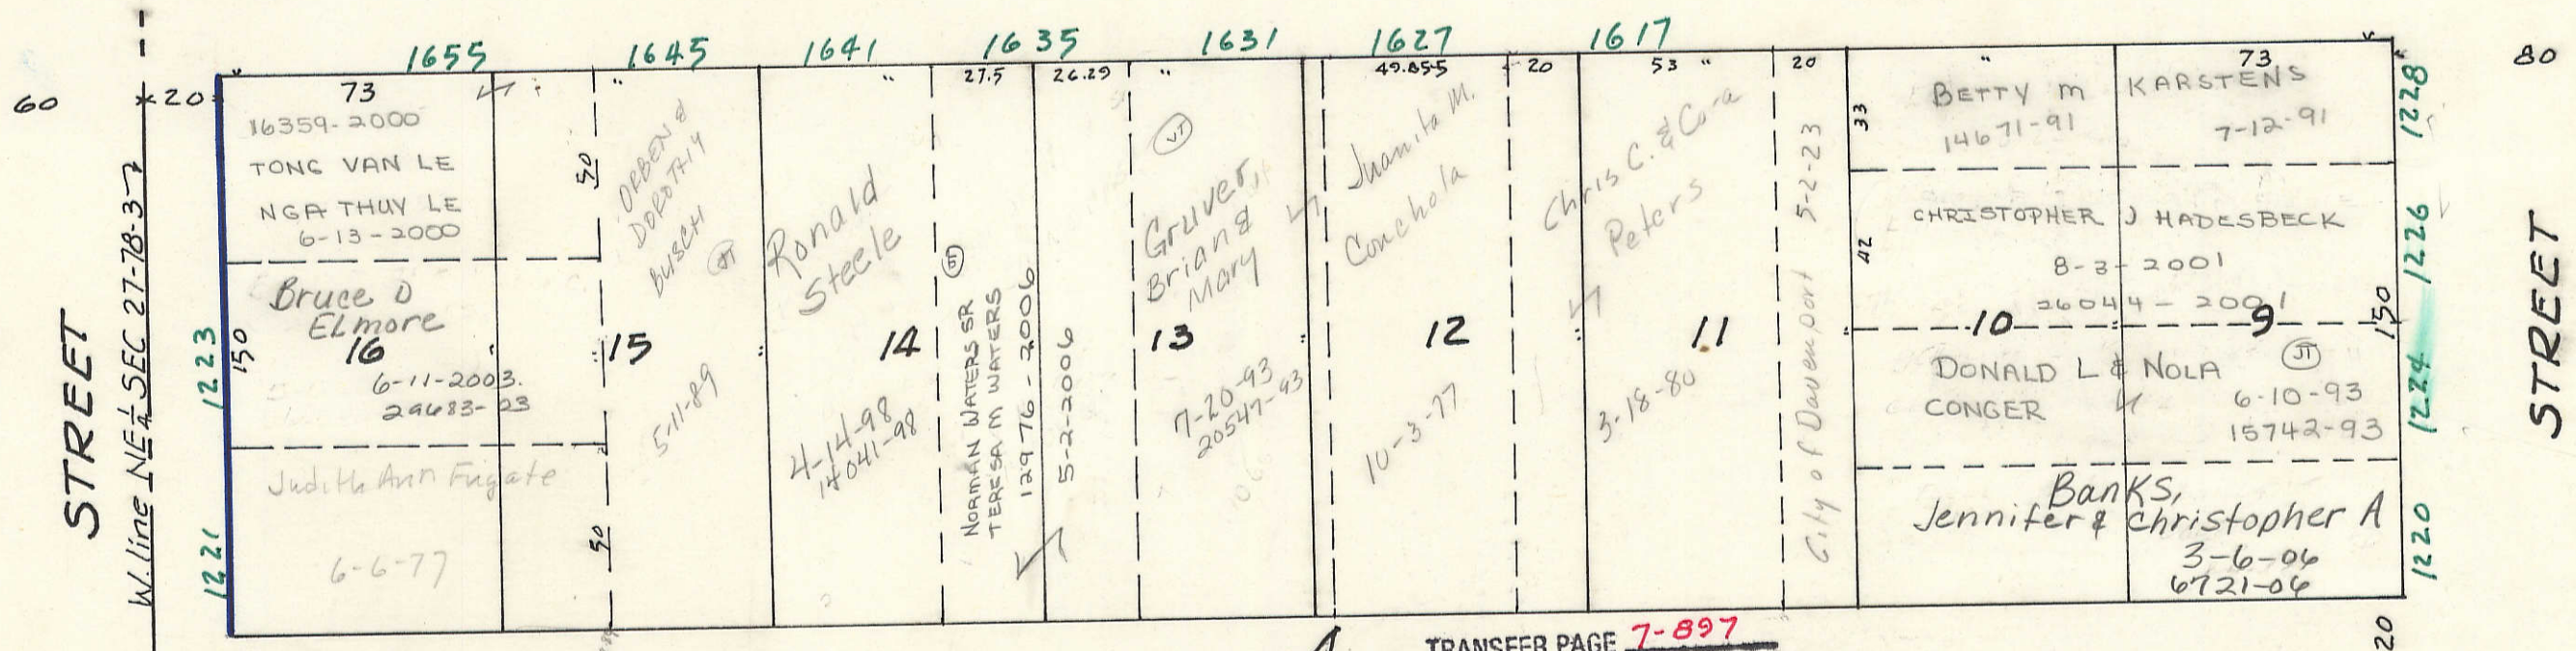 1655
1645
1641
1635
1631
1627
1617
60
20
73
"
"
27.5
26.29
"
49.855
20
53 "
20
"
73
80
16359-2000
TONG VAN LE
NGA THUY LE
6-13-2000
50
Bruce D
Elmore
16
150
6-11-2003.
29683-23
Judith Ann Fugate
6-6-77
50
1223
1221
STREET
W. line NE 1/4 SEC 27-78-3-7
ORBEN &
DOROTHY
BUSCH
JT
15
5-11-89
Ronald
Steele
14
4-14-98
14041-98
5
NORMAN WATERS SR
TERESA M WATERS
12976-2006
5-2-2006
JT
Gruver,
Brian &
Mary
13
7-20-93
20547-93
Juanita M.
Conchola
12
10-3-77
Chris C. & Cora
Peters
11
3-18-80
City of Davenport 5-2-23
33
BETTY M KARSTENS
14671-91 7-12-91
42
CHRISTOPHER J HADESBECK
8-3-2001
26044-2001
10
9
150
DONALD L & NOLA JT
CONGER
6-10-93
15742-93
Banks,
Jennifer & Christopher A
3-6-06
6721-06
1228
1226
1224
1220
STREET
20
TRANSFER PAGE 7-897